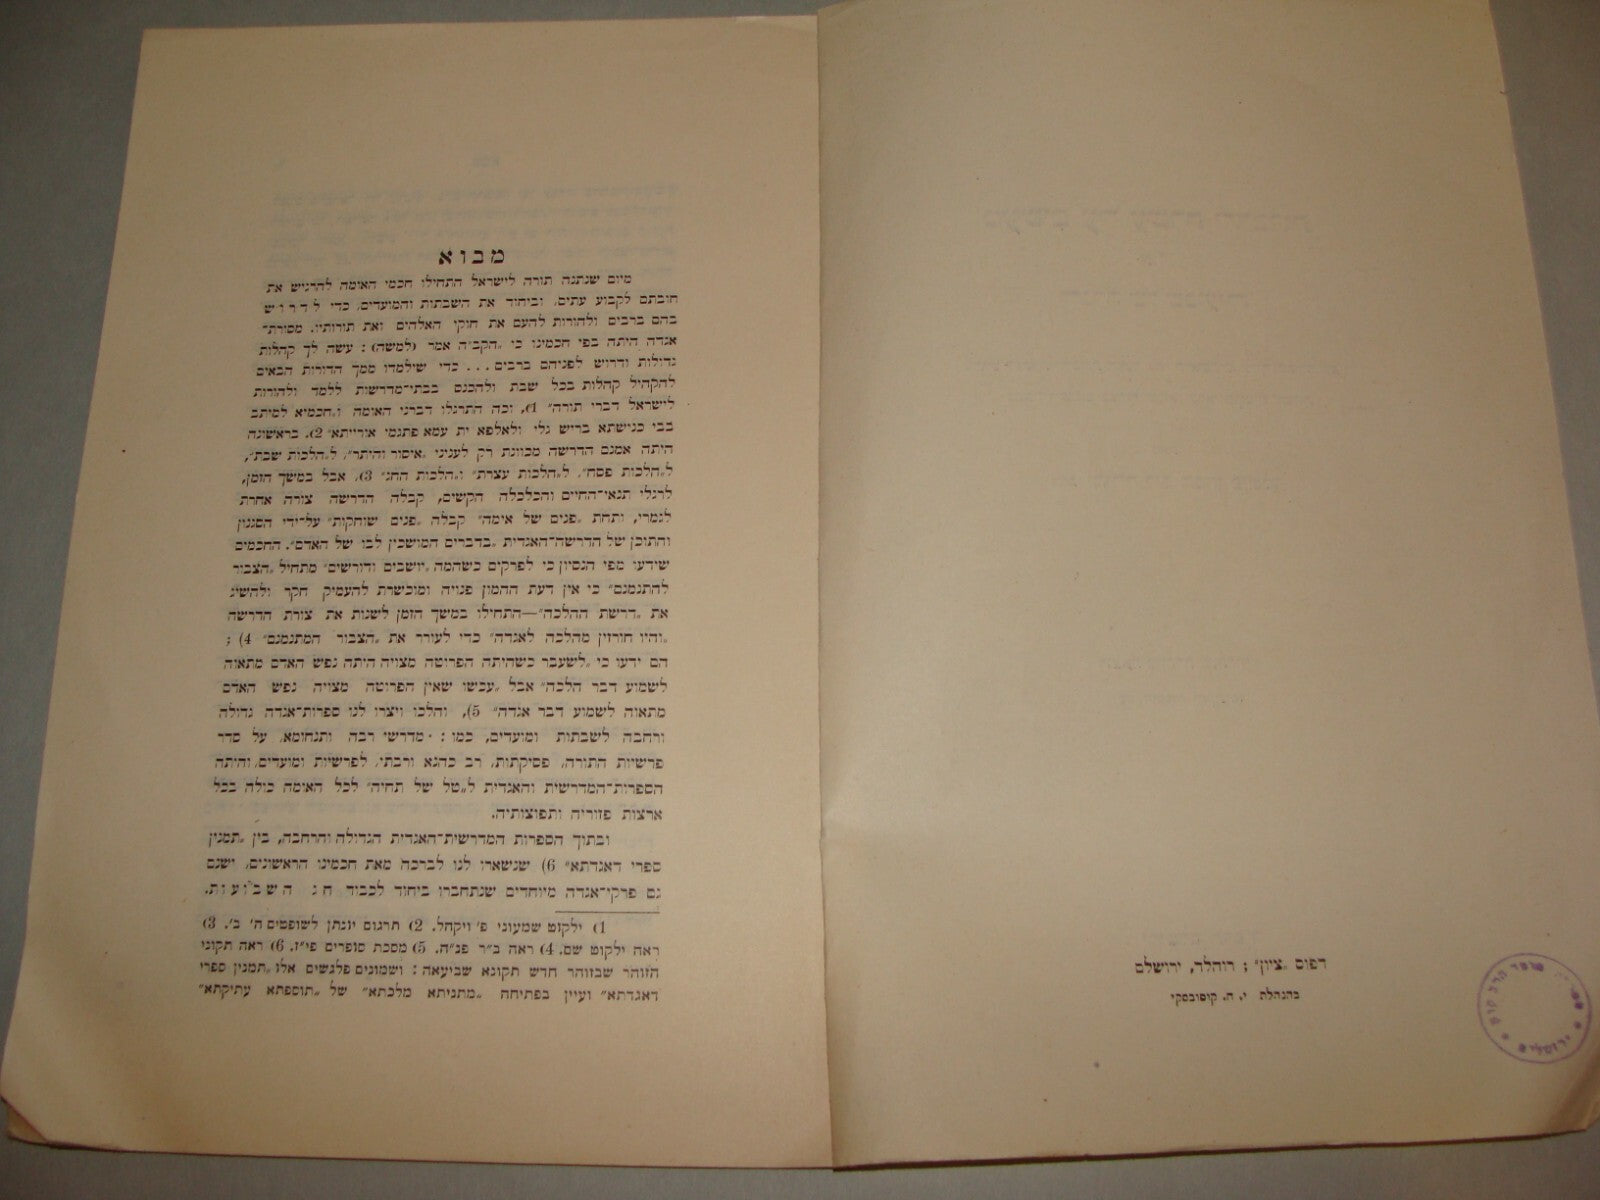 דפוס „ציון” ; רוהלד, ירושלם
בהנהלת י. ה. קוסובסקי
מבוא
מיום שנתנה תורה לישראל התחילו חכמי האימה להרגיש את
חובתם לקבוע עתים, וביחוד את השבתות והמועדים, כדי לדרוש
בהם ברבים ולהורות להעם את חוקי האלהים ואת תורותיו. מסורת־
אגדה היתה בפי חכמינו כי „הקב״ה אמר (למשה) : עשה לך קהלות
גדולות ודרוש לפניהם ברבים . . . כדי שילמדו ממך הדורות הבאים
להקהיל קהלות בכל שבת ולהכנס בבתי־מדרשות ללמד ולהורות
לישראל דברי תורה” 1), וכה התרגלו דברני האימה ו„חכמיא למיתב
בבי כנישתא בריש גלי ולאלפא ית עמא פתגמי אורייתא” 2). בראשונה
היתה אמנם הדרשה מכוונת רק לעניני „איסור והיתר”, ל„הלכות שבת”,
ל„הלכות פסח”, ל„הלכות עצרת” ו„הלכות החג” 3), אבל במשך הזמן,
לרגלי תנאי־החיים והכלכלה הקשים, קבלה הדרשה צורה אחרת
לגמרי, ותחת „פנים של אימה” קבלה „פנים שוחקות” על־ידי הסגנון
והתוכן של הדרשה־האגדית „בדברים המושכין לבו של האדם”. החכמים
שידעו מפי הנסיון כי לפרקים כשהמה „יושבים ודורשים” מתחיל „הצבור
להתנמנם” כי אין דעת ההמון פנויה ומוכשרת להעמיק חקר ולהשיג
את „דרשת ההלכה”—התחילו במשך הזמן לשנות את צורת הדרשה
„והיו חורזין מהלכה לאגדה” כדי לעורר את „הצבור המתנמנם” 4) ;
הם ידעו כי „לשעבר כשהיתה הפרוטה מצויה היתה נפש האדם מתאוה
לשמוע דבר הלכה” אבל „עכשו שאין הפרוטה מצויה נפש האדם
מתאוה לשמוע דבר אגדה” 5), והלכו ויצרו לנו ספרות־אגדה גדולה
ורחבה לשבתות ומועדים, כמו : מדרשי רבה ותנחומא, על סדר
פרשיות התורה, פסיקתות, רב כהנא ורבתי, לפרשיות ומועדים, והיתה
הספרות־המדרשית והאגדית ל„טל של תחיה” לכל האימה כולה בכל
ארצות פזוריה ותפוצותיה.
ובתוך הספרות המדרשית־האגדית הגדולה והרחבה, בין „תמנין
ספרי דאגדתא” 6) שנשארו לנו לברכה מאת חכמינו הראשונים, ישנם
גם פרקי־אגדה מיוחדים שנתחברו ביחוד לכבוד חג השבועות.
1) ילקוט שמעוני פ׳ ויקהל. 2) תרגום יונתן לשופטים ה׳ ב׳. 3)
ראה ילקוט שם. 4) ראה ב״ר פנ״ח. 5) מסכת סופרים פי״ז. 6) ראה תקוני
הזוהר שבזוהר חדש תקונא שביעאה : ושמונים פלגשים אלו „תמנין ספרי
דאגדתא” ועיין בפתיחה „מתניתא מלכתא” של „תוספתא עתיקתא”